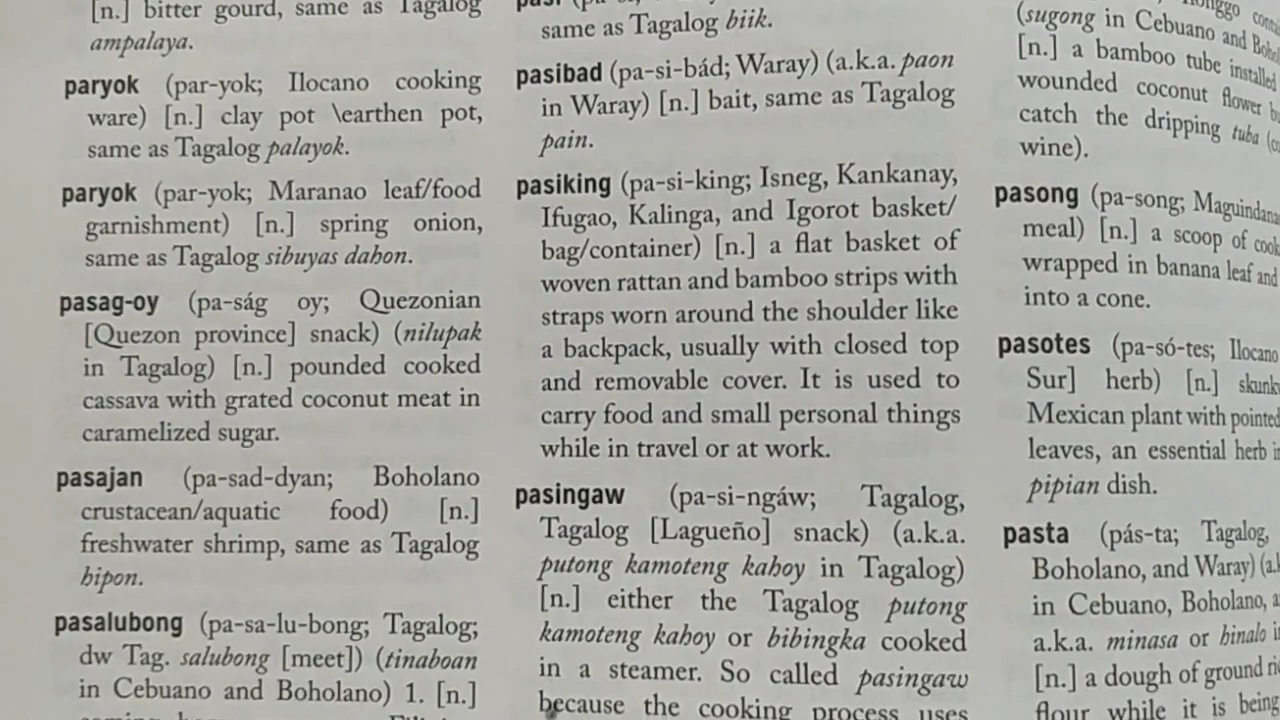 [n.] bitter gourd, same as Tagalog
ampalaya.
paryok (par-yok; Ilocano cooking
ware) [n.] clay pot \earthen pot,
same as Tagalog palayok.
paryok (par-yok; Maranao leaf/food
garnishment) [n.] spring onion,
same as Tagalog sibuyas dahon.
pasag-oy (pa-ság oy; Quezonian
[Quezon province] snack) (nilupak
in Tagalog) [n.] pounded cooked
cassava with grated coconut meat in
caramelized sugar.
pasajan (pa-sad-dyan; Boholano
crustacean/aquatic food) [n.]
freshwater shrimp, same as Tagalog
hipon.
pasalubong (pa-sa-lu-bong; Tagalog;
dw Tag. salubong [meet]) (tinaboan
in Cebuano and Boholano) 1. [n.]
same as Tagalog biik.
pasibad (pa-si-bád; Waray) (a.k.a. paon
in Waray) [n.] bait, same as Tagalog
pain.
pasiking (pa-si-king; Isneg, Kankanay,
Ifugao, Kalinga, and Igorot basket/
bag/container) [n.] a flat basket of
woven rattan and bamboo strips with
straps worn around the shoulder like
a backpack, usually with closed top
and removable cover. It is used to
carry food and small personal things
while in travel or at work.
pasingaw (pa-si-ngáw; Tagalog,
Tagalog [Lagueño] snack) (a.k.a.
putong kamoteng kahoy in Tagalog)
[n.] either the Tagalog putong
kamoteng kahoy or bibingka cooked
in a steamer. So called pasingaw
because the cooking process uses
(sugong in Cebuano and
[n.] a bamboo tube installed
wounded coconut flower
catch the dripping tuba
wine).
pasong (pa-song;
meal) [n.] a scoop of
wrapped in banana leaf and
into a cone.
pasotes (pa-só-tes; Ilocano
Sur] herb) [n.]
Mexican plant with pointed
leaves, an essential herb
pipian dish.
pasta (pás-ta; Tagalog,
Boholano, and Waray)
in Cebuano, Boholano,
a.k.a. minasa or hinalo
[n.] a dough of ground
flour while it is being